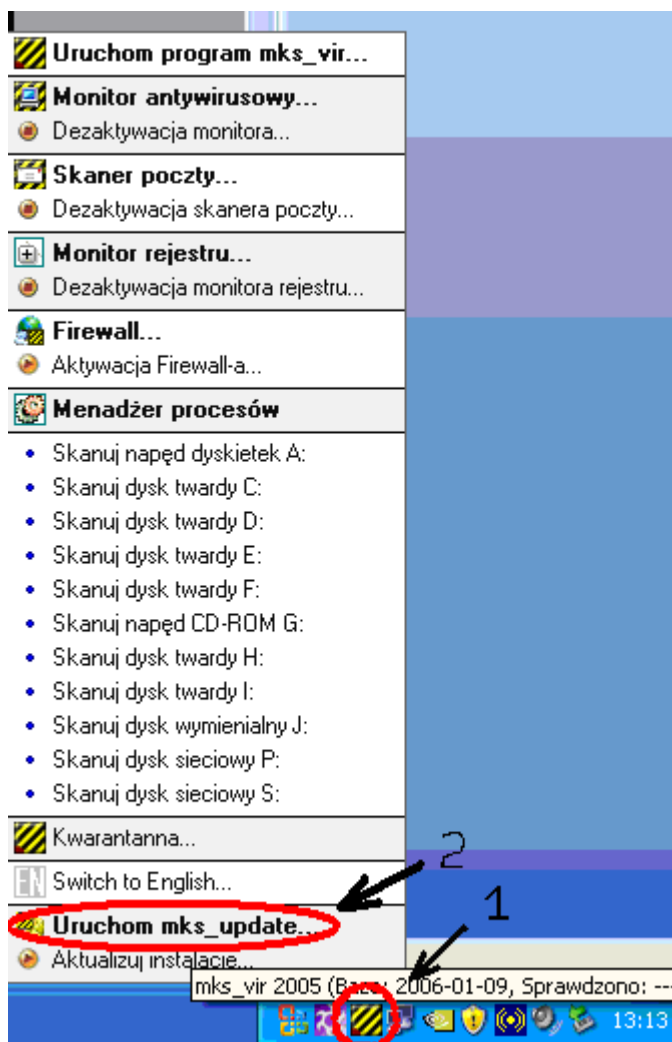 Uruchom program mks_vir...
Monitor antywirusowy...
Dezaktywacja monitora...
Skaner poczty...
Dezaktywacja skanera poczty...
Monitor rejestru...
Dezaktywacja monitora rejestru...
Firewall...
Aktywacja Firewall-a...
Menadżer procesów
Skanuj napęd dyskietek A:
Skanuj dysk twardy C:
Skanuj dysk twardy D:
Skanuj dysk twardy E:
Skanuj dysk twardy F:
Skanuj napęd CD-ROM G:
Skanuj dysk twardy H:
Skanuj dysk twardy I:
Skanuj dysk wymienialny J:
Skanuj dysk sieciowy P:
Skanuj dysk sieciowy S:
Kwarantanna...
2
EN Switch to English...
1
Uruchom mks_update...
Aktualizuj instalację...
mks_vir 2005 (Baza: 2006-01-09, Sprawdzono: --
13:13